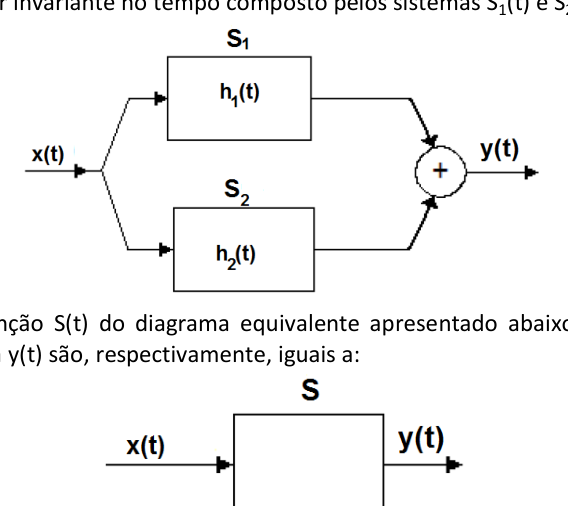 r invariante no tempo composto pelos sistemas S₁(t) e S₂
S₁
h₁(t)
x(t)
y(t)
+
S₂
h₂(t)
nção S(t) do diagrama equivalente apresentado abaixo
y(t) são, respectivamente, iguais a:
S
x(t)
y(t)